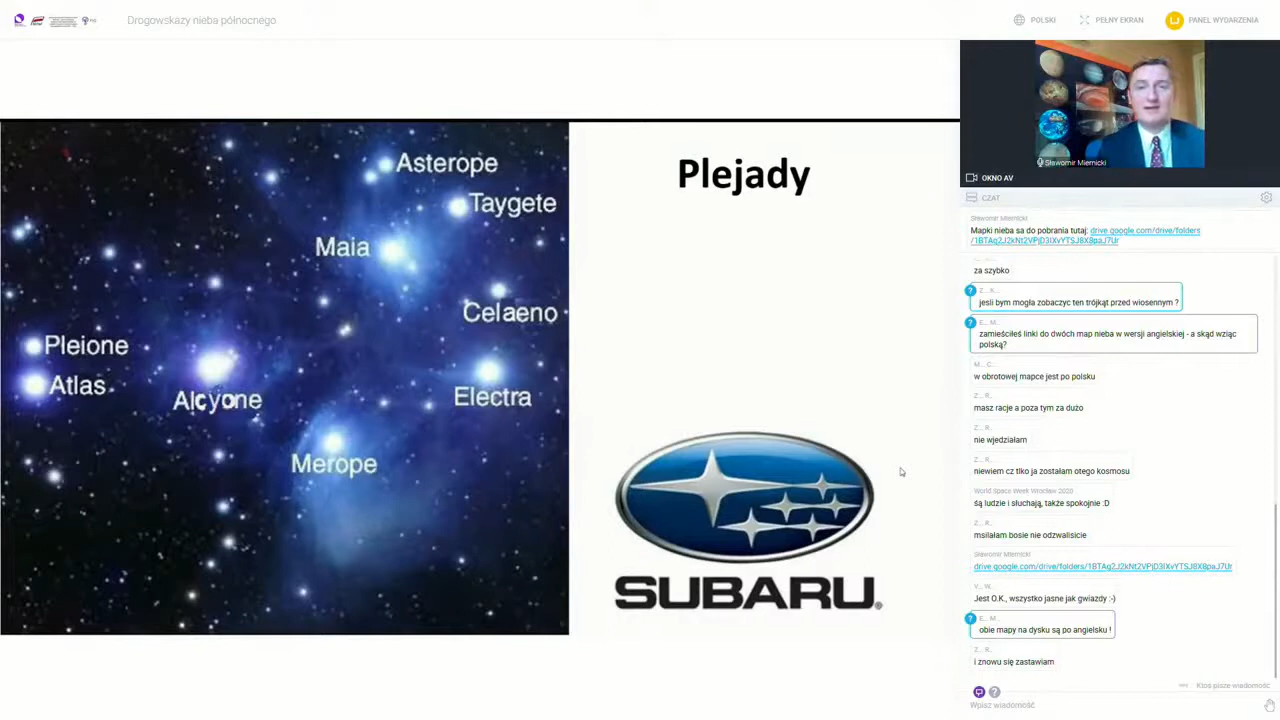 Drogowskazy nieba północnego
POLSKI
PEŁNY EKRAN
PANEL WYDARZENIA
Asterope
Taygete
Maia
Celaeno
Pleione
Atlas
Alcyone
Electra
Merope
Plejady
SUBARU®
Sławomir Miernicki
OKNO AV
CZAT
Sławomir Miernicki
Mapki nieba sa do pobrania tutaj: drive.google.com/drive/folders
/1BTAg2J2kNt2VPjD3IXvYTSJ8X8paJ7Ur
za szybko
Z... K...
jesli bym mogła zobaczyc ten trójkąt przed wiosennym ?
E... M...
zamieściłeś linki do dwóch map nieba w wersji angielskiej - a skąd wziąc
polską?
M... C...
w obrotowej mapce jest po polsku
Z... R...
masz racje a poza tym za dużo
Z... R...
nie wjedziałam
Z... R...
niewiem cz tlko ja zostałam otego kosmosu
World Space Week Wrocław 2020
śą ludzie i słuchają, także spokojnie :D
Z... R...
msilałam bosie nie odzwalisicie
Sławomir Miernicki
drive.google.com/drive/folders/1BTAg2J2kNt2VPjD3IXvYTSJ8X8paJ7Ur
V... W...
Jest O.K., wszystko jasne jak gwiazdy :-)
E... M...
obie mapy na dysku są po angielsku !
Z... R...
i znowu się zastawiam
Ktoś pisze wiadomość
Wpisz wiadomość